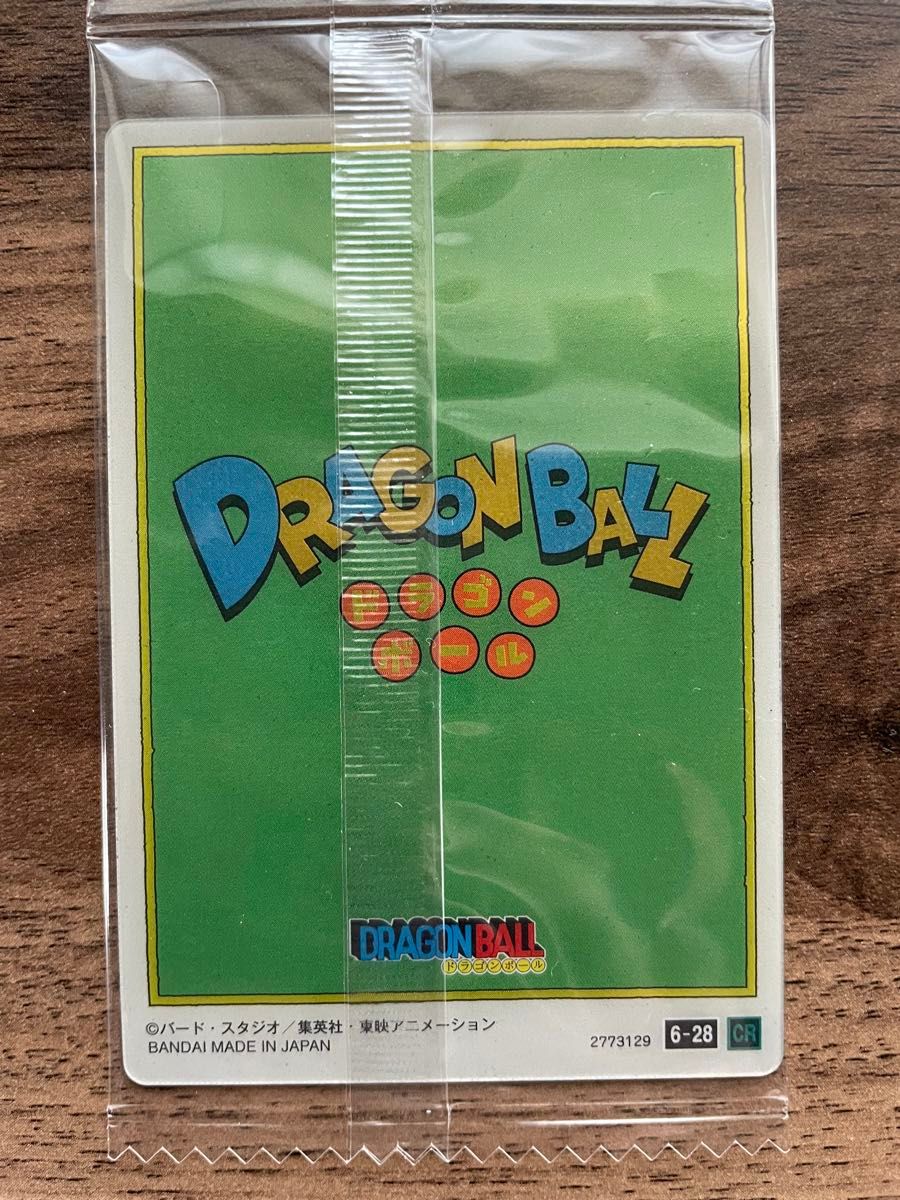 DRAGON BALL
ドラゴン
ボール
DRAGON BALL
ドラゴンボール
©バード・スタジオ／集英社・東映アニメーション
BANDAI MADE IN JAPAN
2773129 6-28 CR